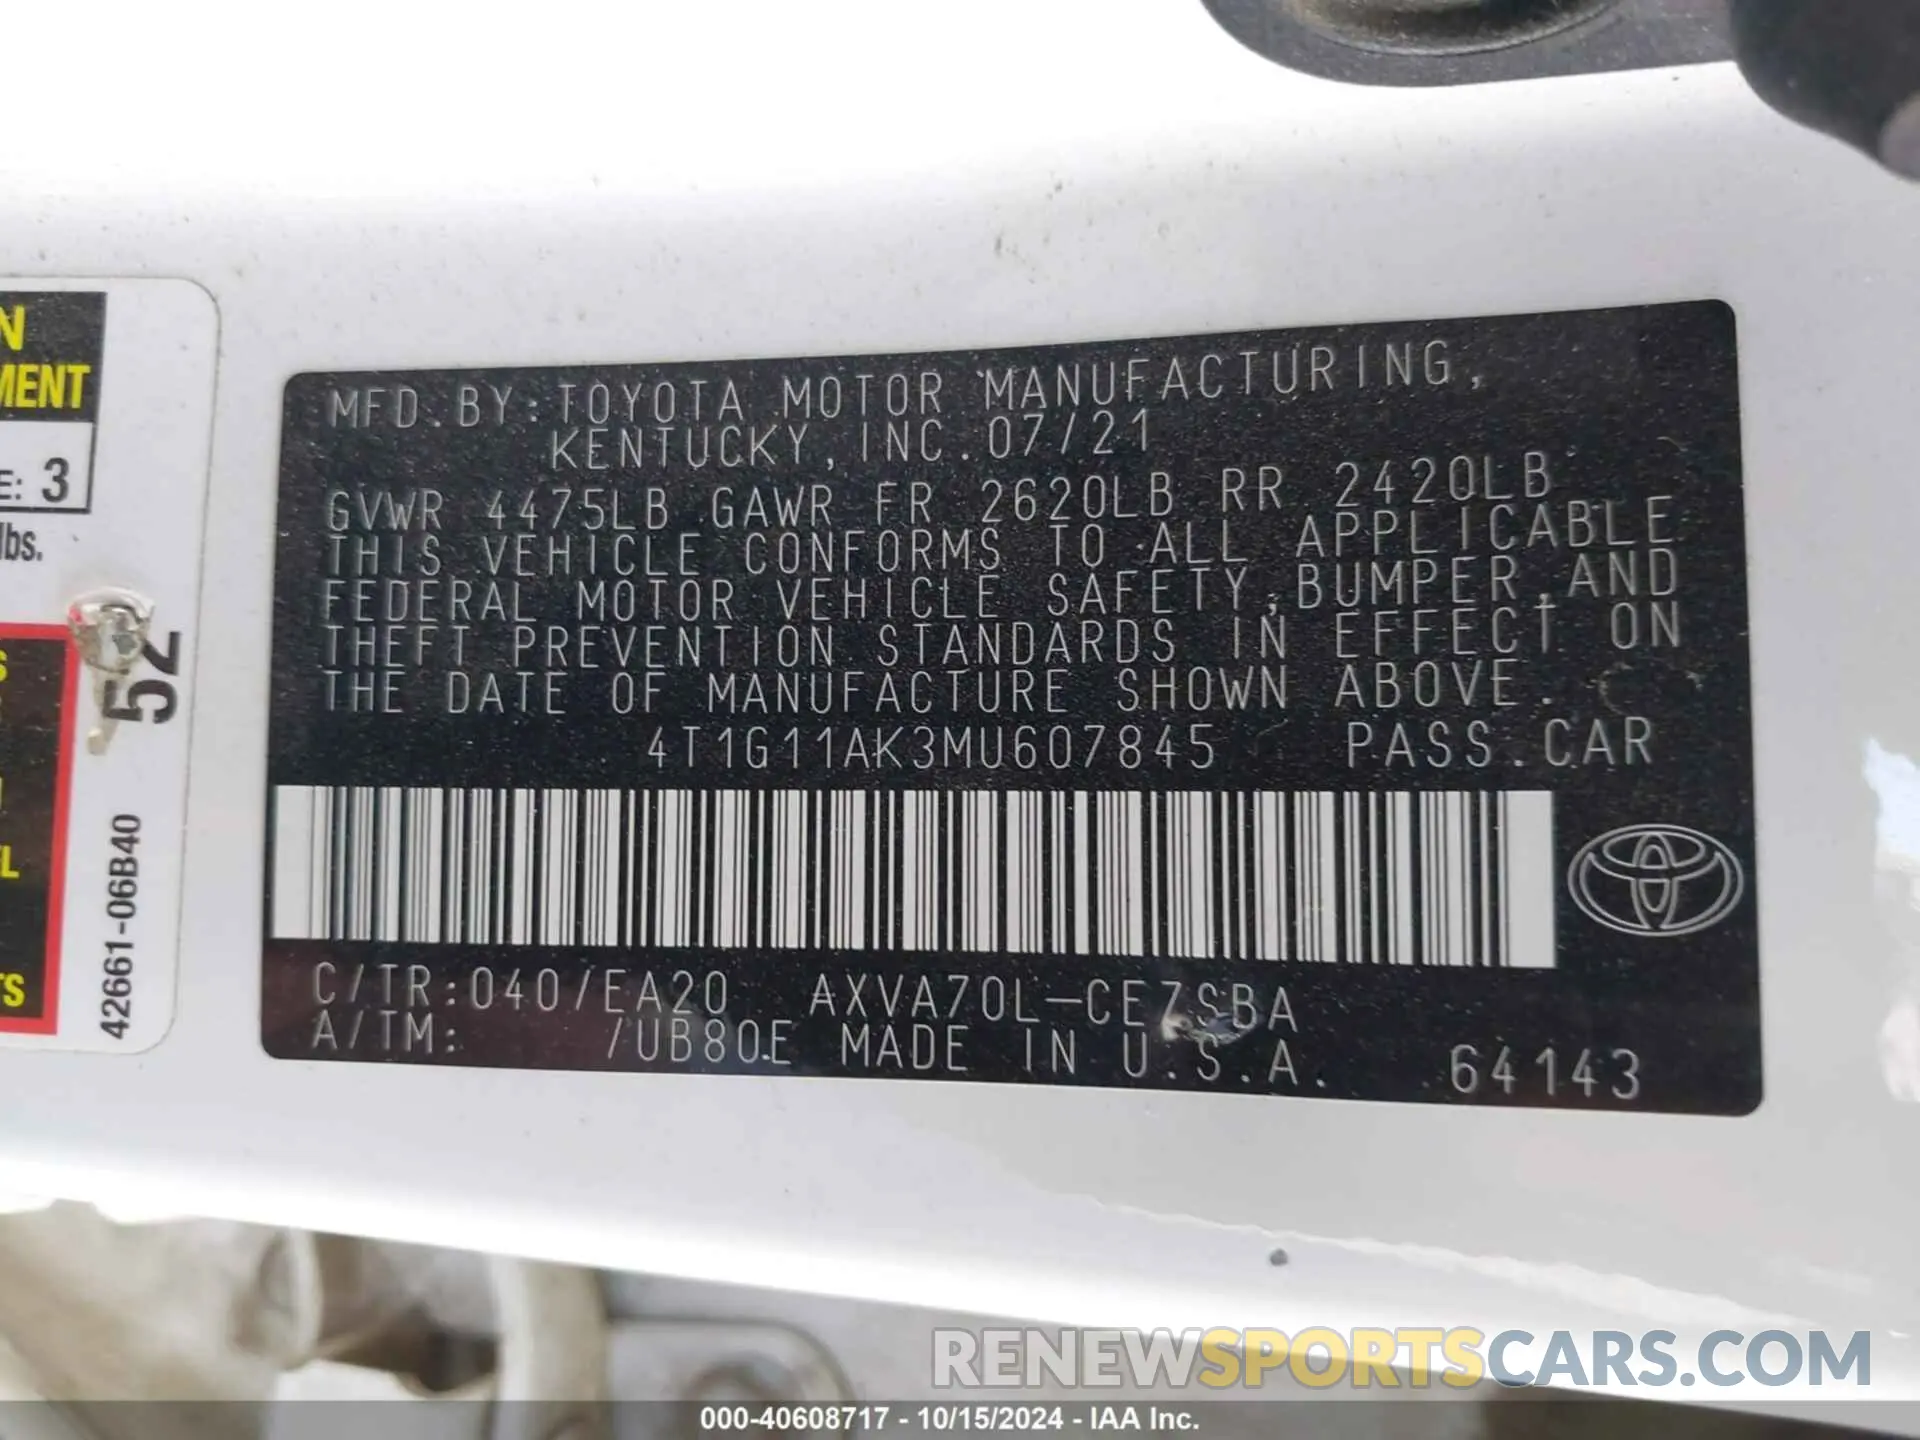 N
MENT
E: 3
lbs.
S
L
TS
52
42661-06B40
MFD.BY:TOYOTA MOTOR MANUFACTURING,
KENTUCKY,INC.07/21
GVWR 4475LB GAWR FR 2620LB RR 2420LB
THIS VEHICLE CONFORMS TO ALL APPLICABLE
FEDERAL MOTOR VEHICLE SAFETY,BUMPER,AND
THEFT PREVENTION STANDARDS IN EFFECT ON
THE DATE OF MANUFACTURE SHOWN ABOVE.
4T1G11AK3MU607845 PASS.CAR
C/TR:040/EA20 AXVA70L-CEZSBA
A/TM: /UB80E MADE IN U.S.A. 64143
RENEWSPORTSCARS.COM
000-40608717 - 10/15/2024 - IAA Inc.